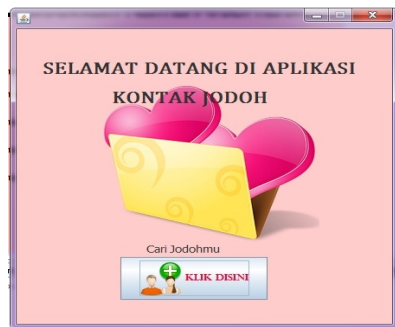 SELAMAT DATANG DI APLIKASI
KONTAK JODOH
Cari Jodohmu
KLIK DISINI